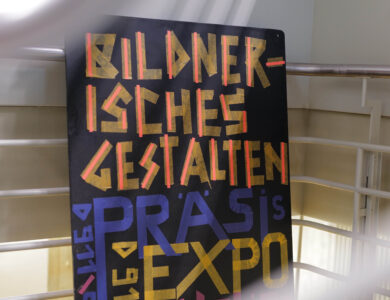 BILDNER-
ISCHES
GESTALTEN
PRÄSIS
EXPO